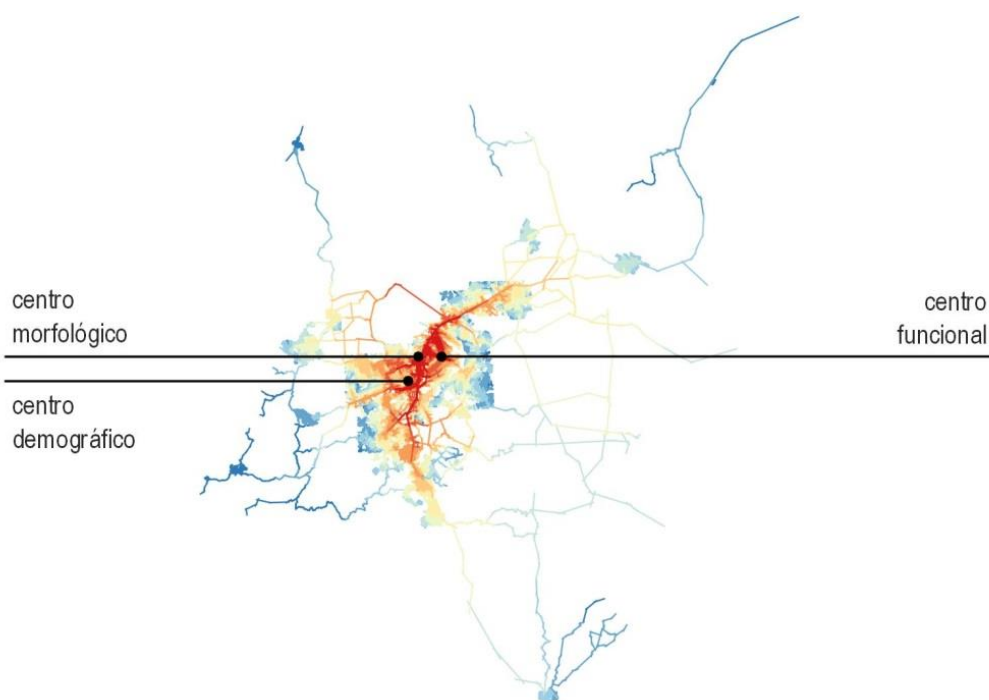 centro
morfológico
centro
funcional
centro
demográfico